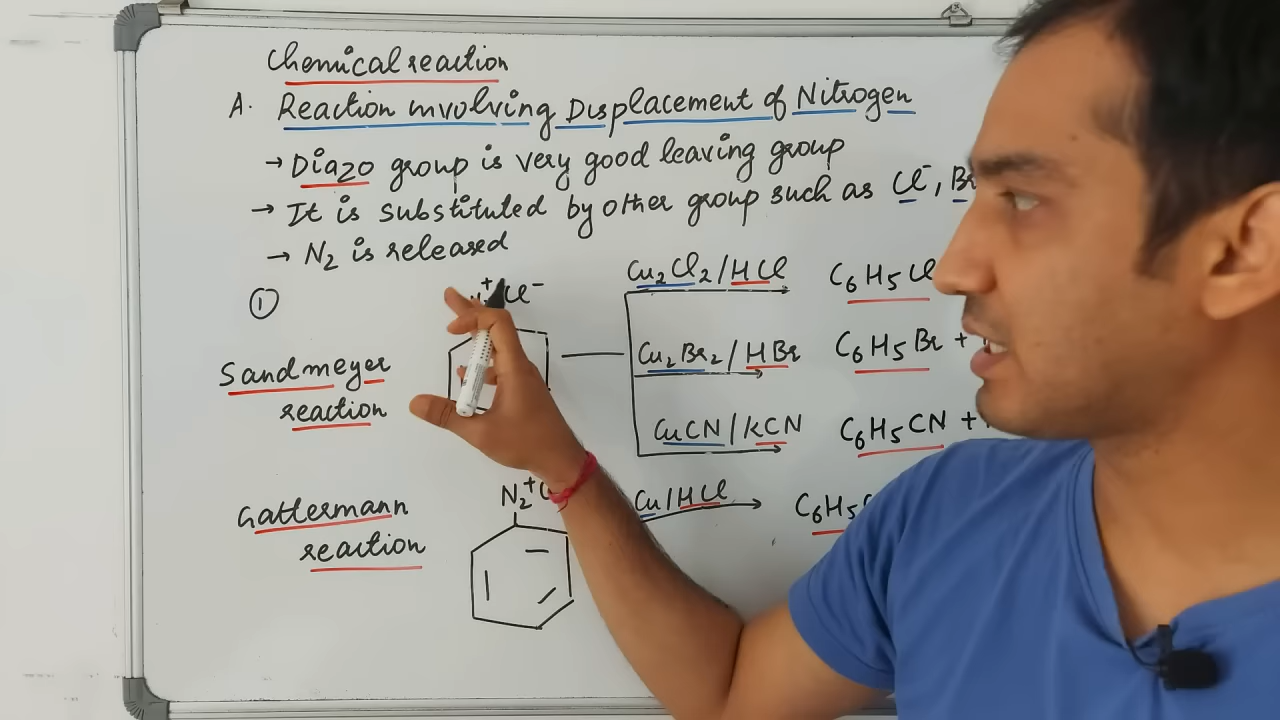 Chemical reaction
A. Reaction involving Displacement of Nitrogen
→ Diazo group is very good leaving group
→ It is substituted by other group such as Cl⁻, Br
→ N₂ is released
①
⁺Cl⁻
Cu₂Cl₂/HCl C₆H₅Cl
Sandmeyer
reaction
Cu₂Br₂/HBr C₆H₅Br +
CuCN/KCN C₆H₅CN +
Gattermann
reaction
N₂⁺ Cu/HCl C₆H₅